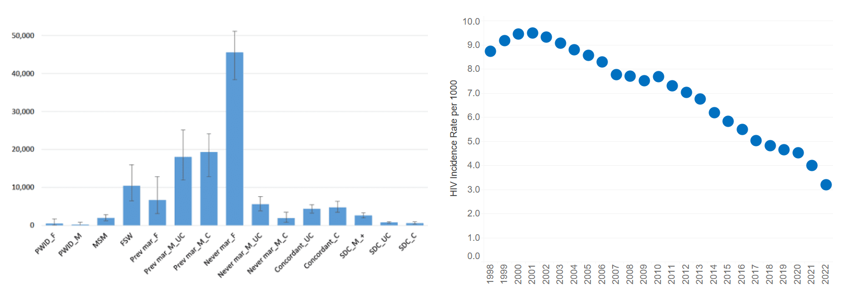 50,000
40,000
30,000
20,000
10,000
0
PWID_F
PWID_M
MSM
FSW
Prev mar_F
Prev mar_M_UC
Prev mar_M_C
Never mar_F
Never mar_M_UC
Never mar_M_C
Concordant_UC
Concordant_C
SDC_M_+
SDC_UC
SDC_C
HIV Incidence Rate per 1000
10.0
9.0
8.0
7.0
6.0
5.0
4.0
3.0
2.0
1.0
0.0
1998
1999
2000
2001
2002
2003
2004
2005
2006
2007
2008
2009
2010
2011
2012
2013
2014
2015
2016
2017
2018
2019
2020
2021
2022